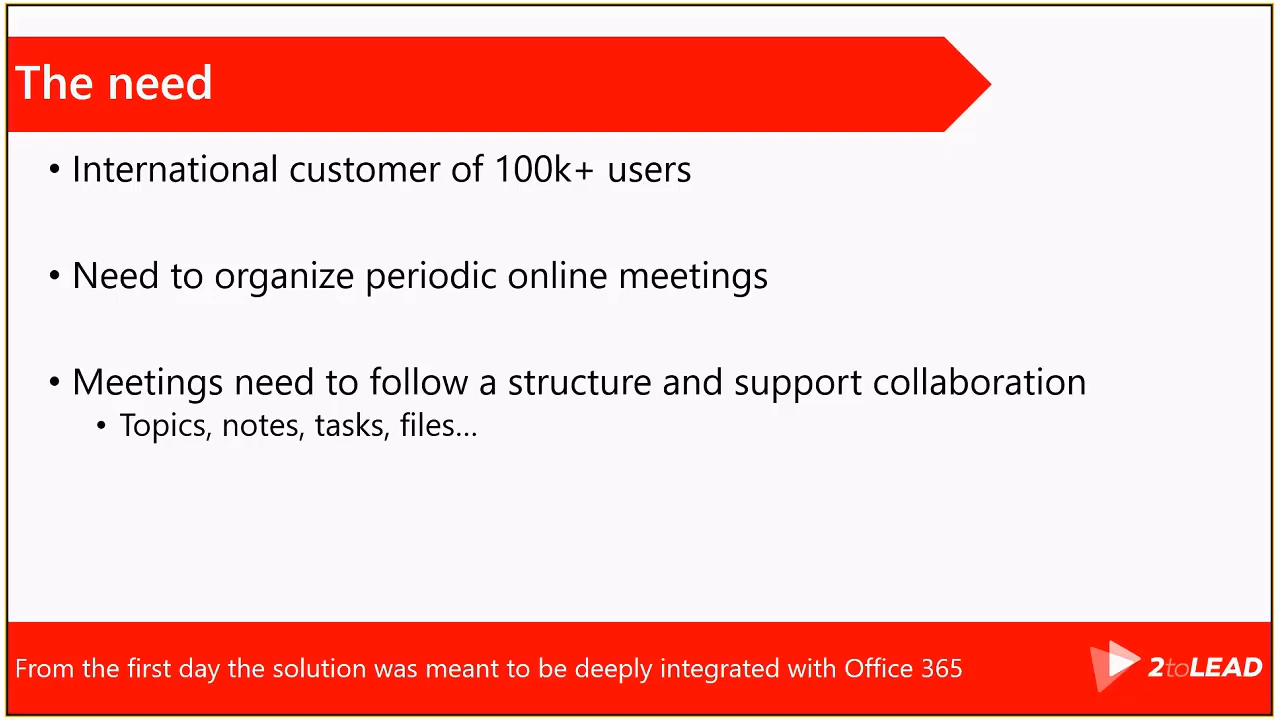 The need
• International customer of 100k+ users
• Need to organize periodic online meetings
• Meetings need to follow a structure and support collaboration
• Topics, notes, tasks, files…
From the first day the solution was meant to be deeply integrated with Office 365
2toLEAD